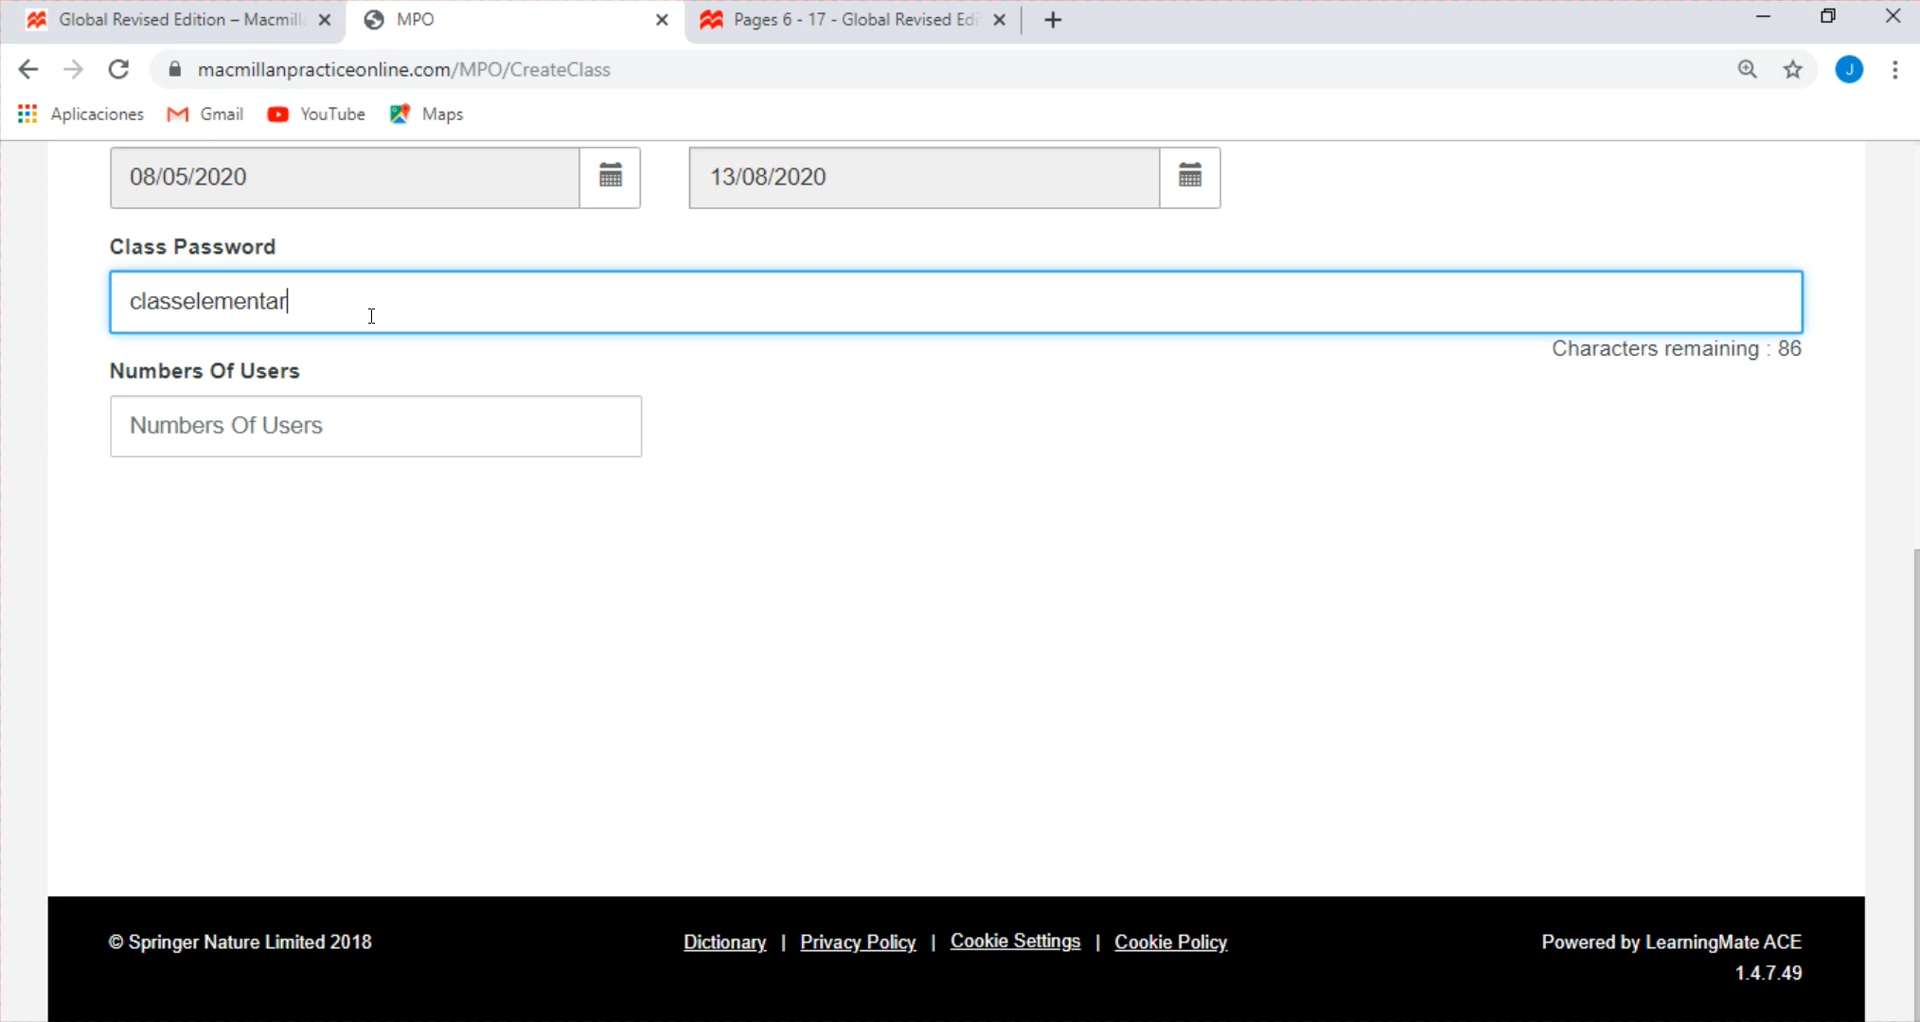 Global Revised Edition – Macmill
MPO
Pages 6 - 17 - Global Revised Edi
macmillanpracticeonline.com/MPO/CreateClass
J
Aplicaciones
Gmail
YouTube
Maps
08/05/2020
13/08/2020
Class Password
classelementar
Characters remaining : 86
Numbers Of Users
Numbers Of Users
© Springer Nature Limited 2018
Dictionary | Privacy Policy | Cookie Settings | Cookie Policy
Powered by LearningMate ACE
1.4.7.49